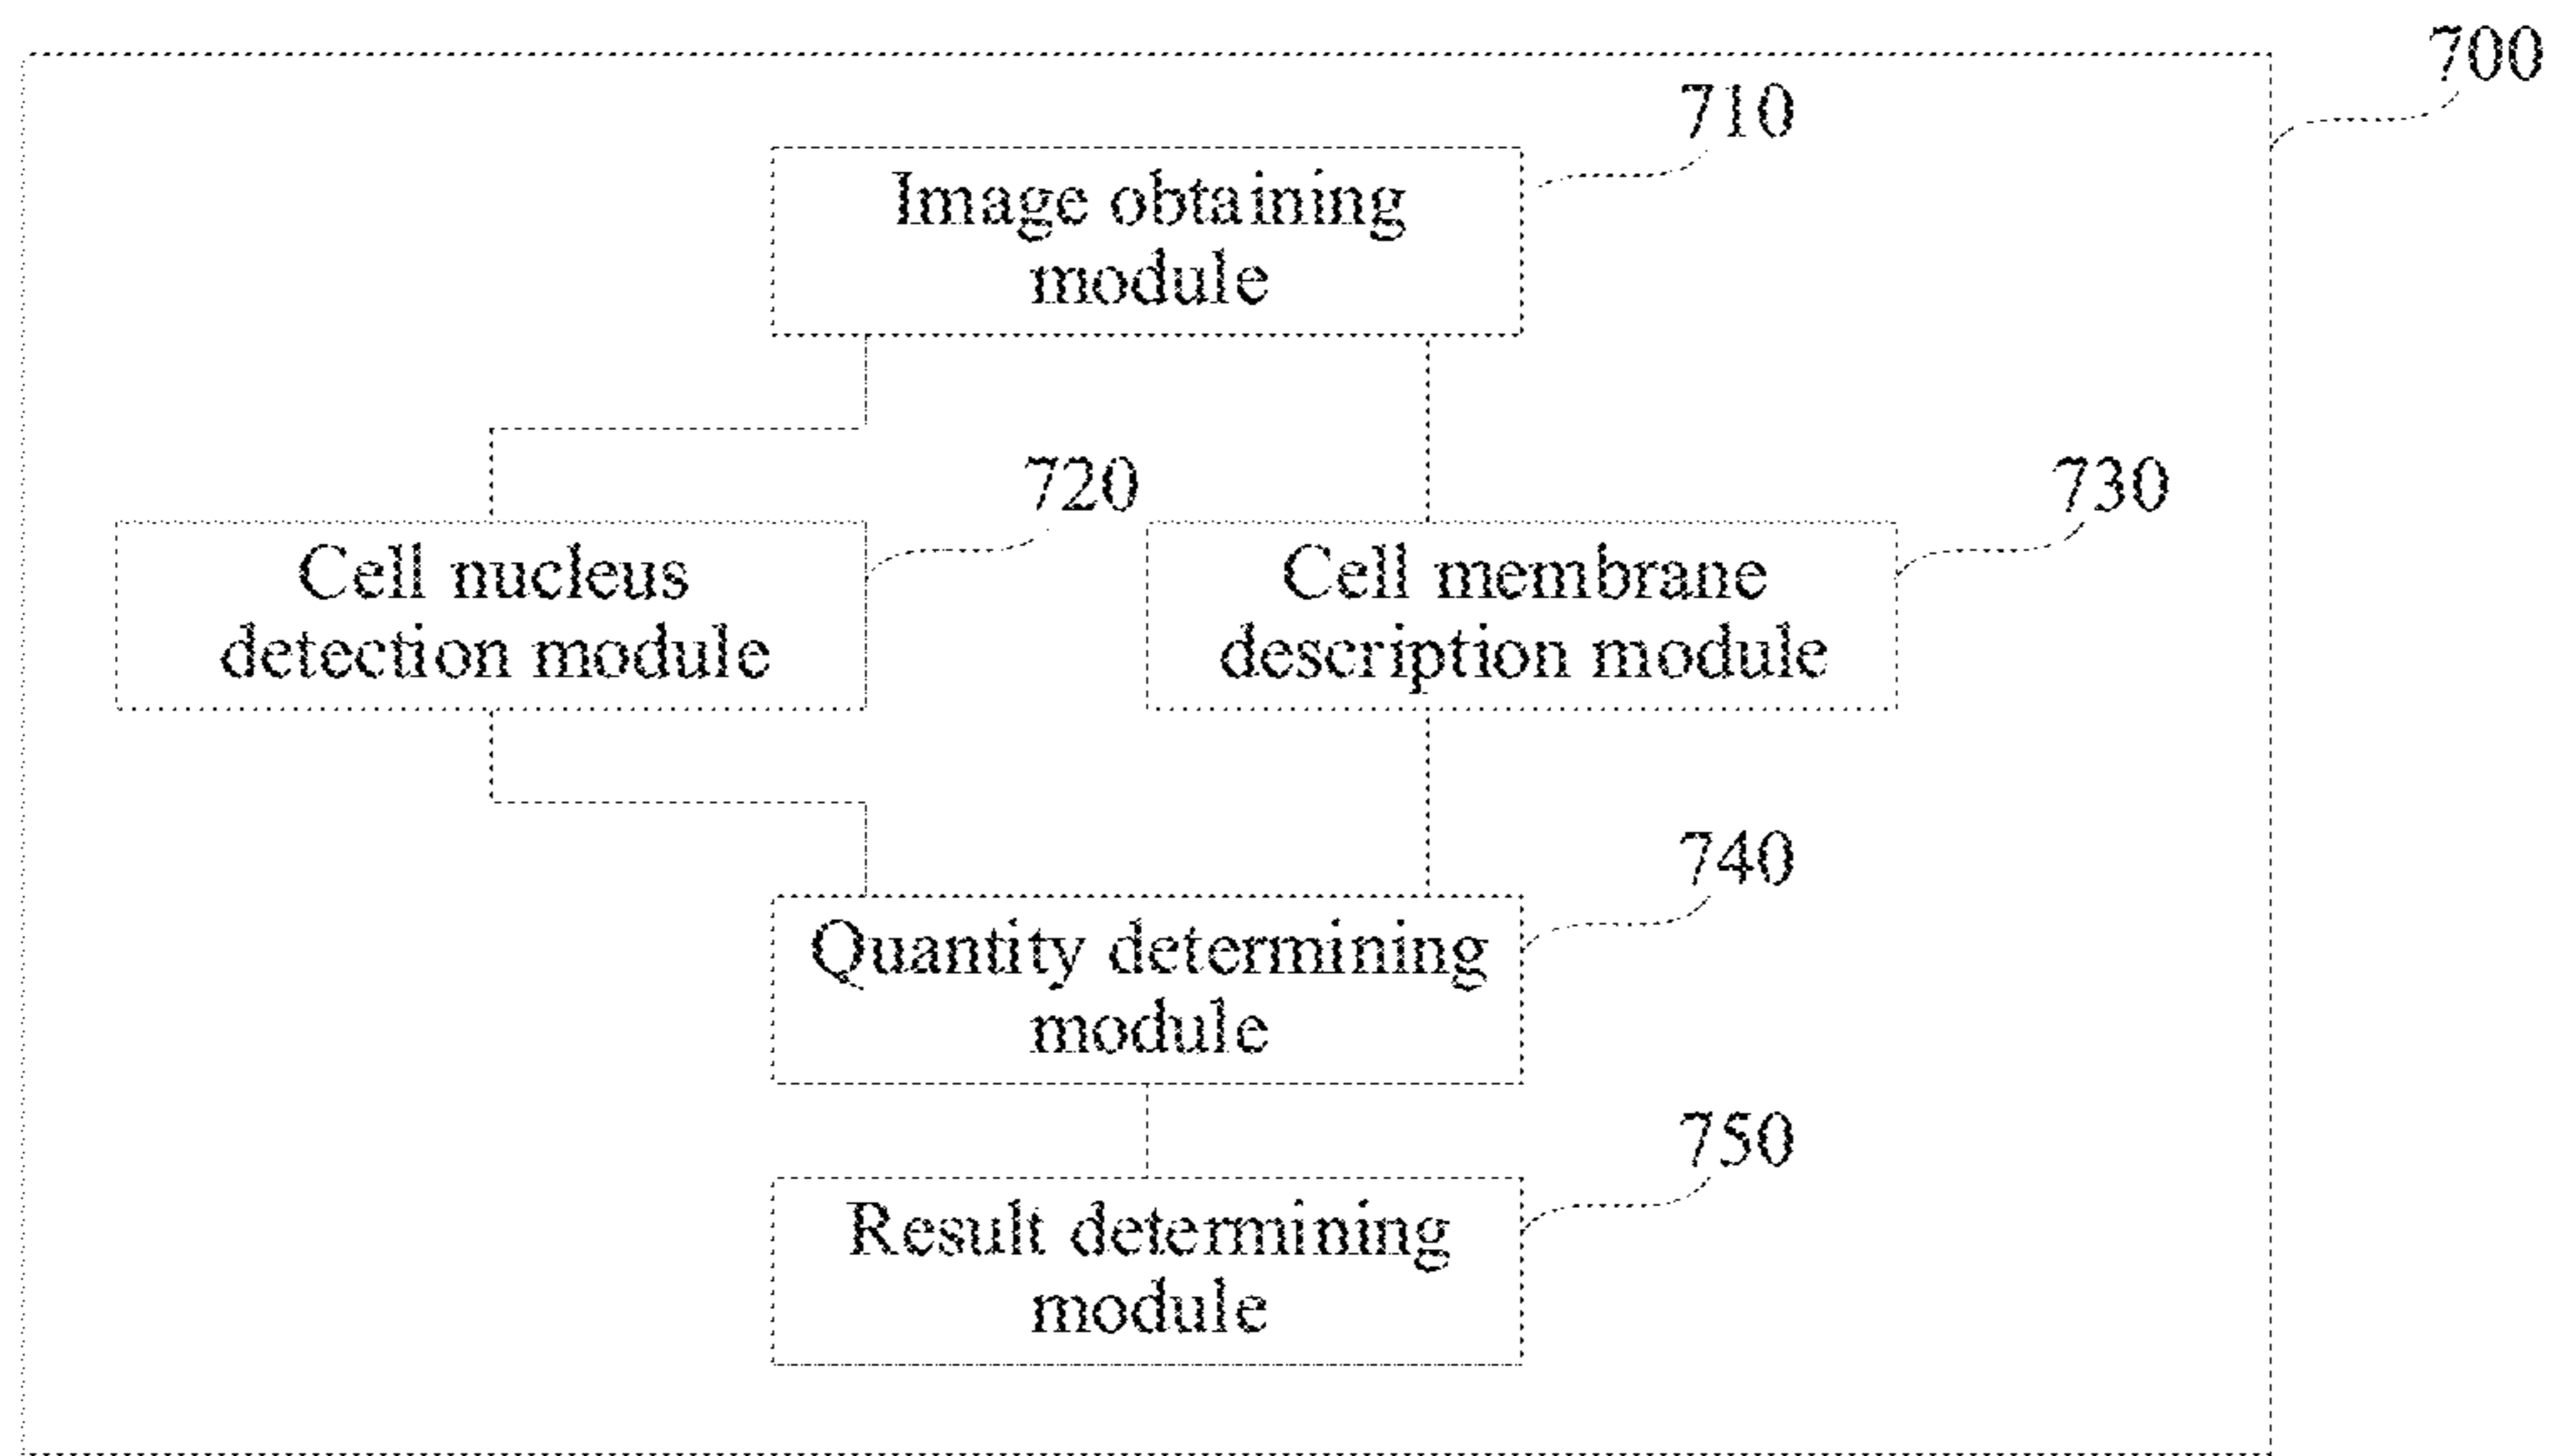 700
710
Image obtaining
module
720
730
Cell nucleus
detection module
Cell membrane
description module
740
Quantity determining
module
750
Result determining
module